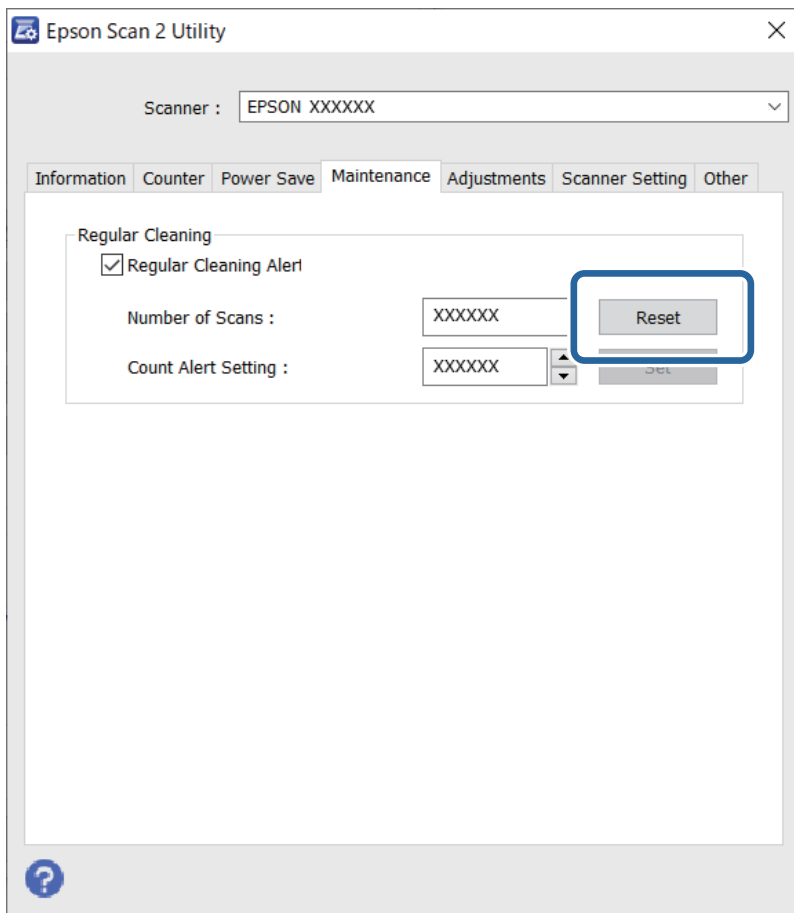 Epson Scan 2 Utility
Scanner : EPSON XXXXXX
Information Counter Power Save Maintenance Adjustments Scanner Setting Other
Regular Cleaning
Regular Cleaning Alert
Number of Scans : XXXXXX Reset
Count Alert Setting : XXXXXX Set
?